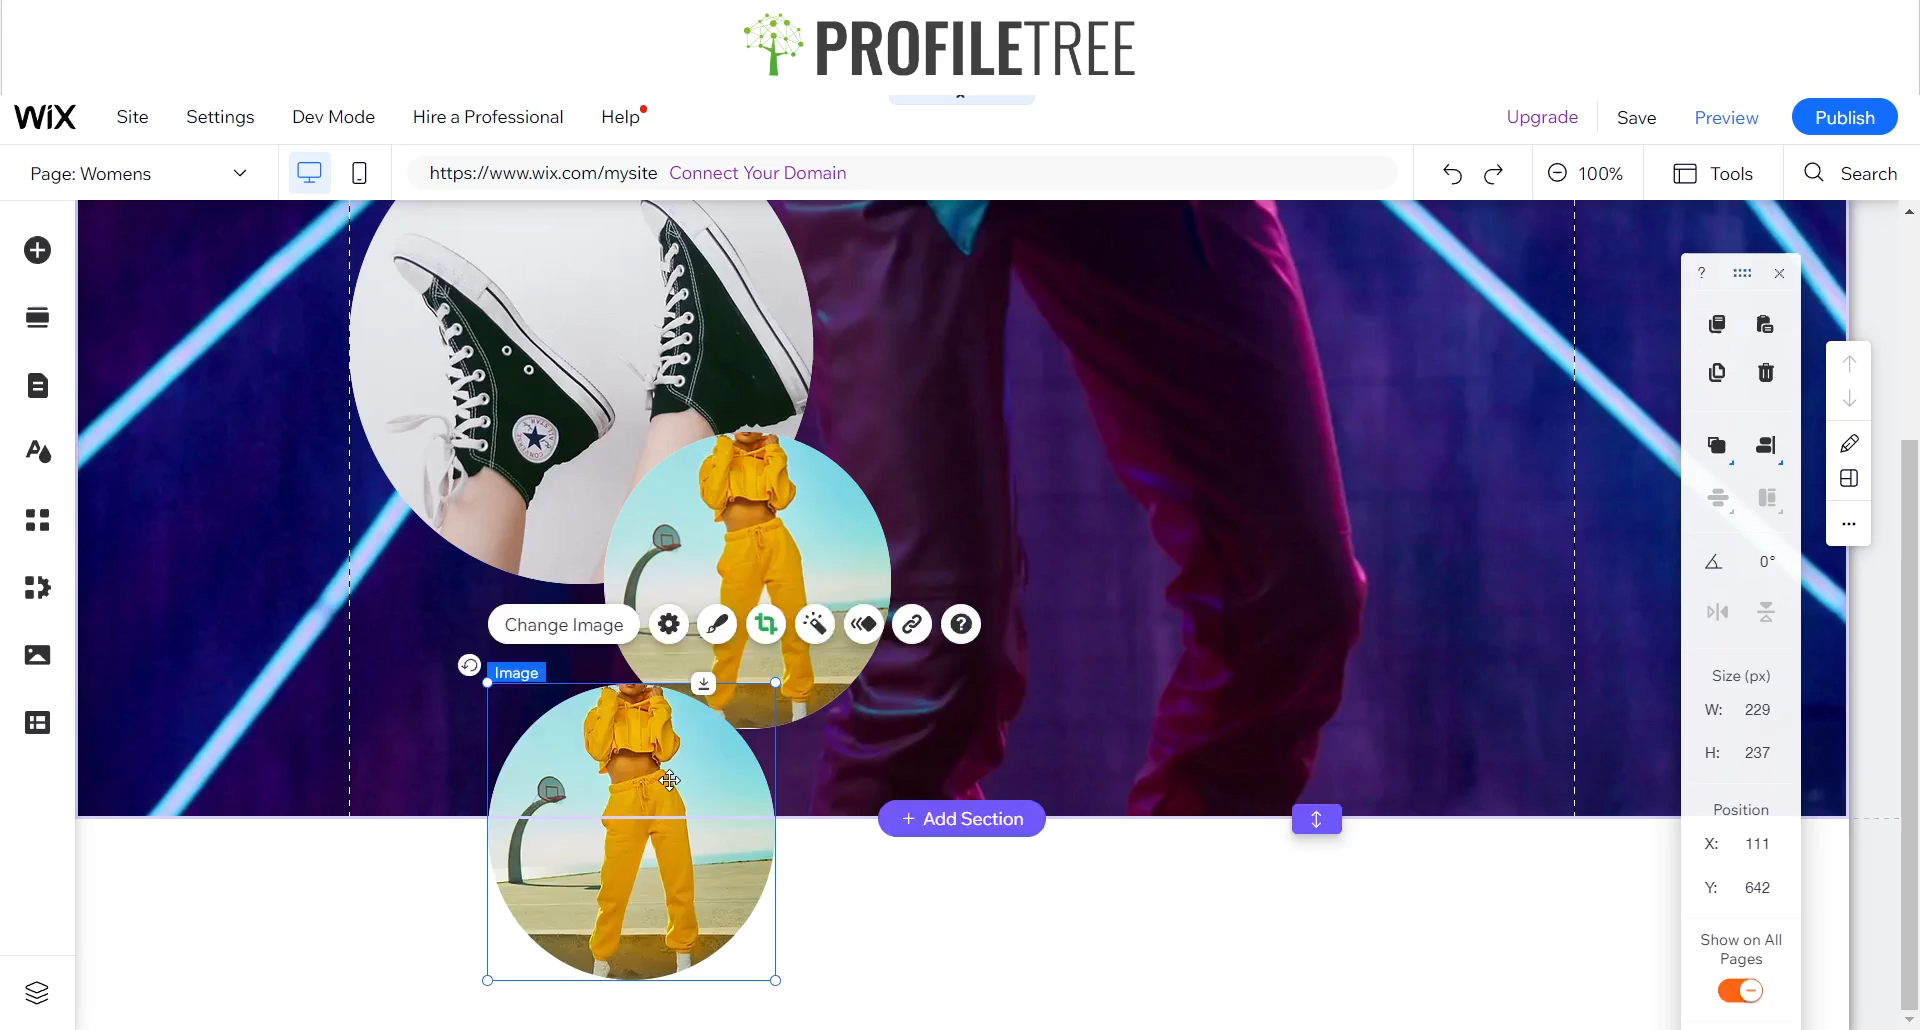 PROFILETREE
WiX Site Settings Dev Mode Hire a Professional Help Upgrade Save Preview Publish
Page: Womens https://www.wix.com/mysite Connect Your Domain 100% Tools Search
?
0°
Change Image
Image
Size (px)
W: 229
H: 237
Position
+ Add Section
X: 111
Y: 642
Show on All
Pages